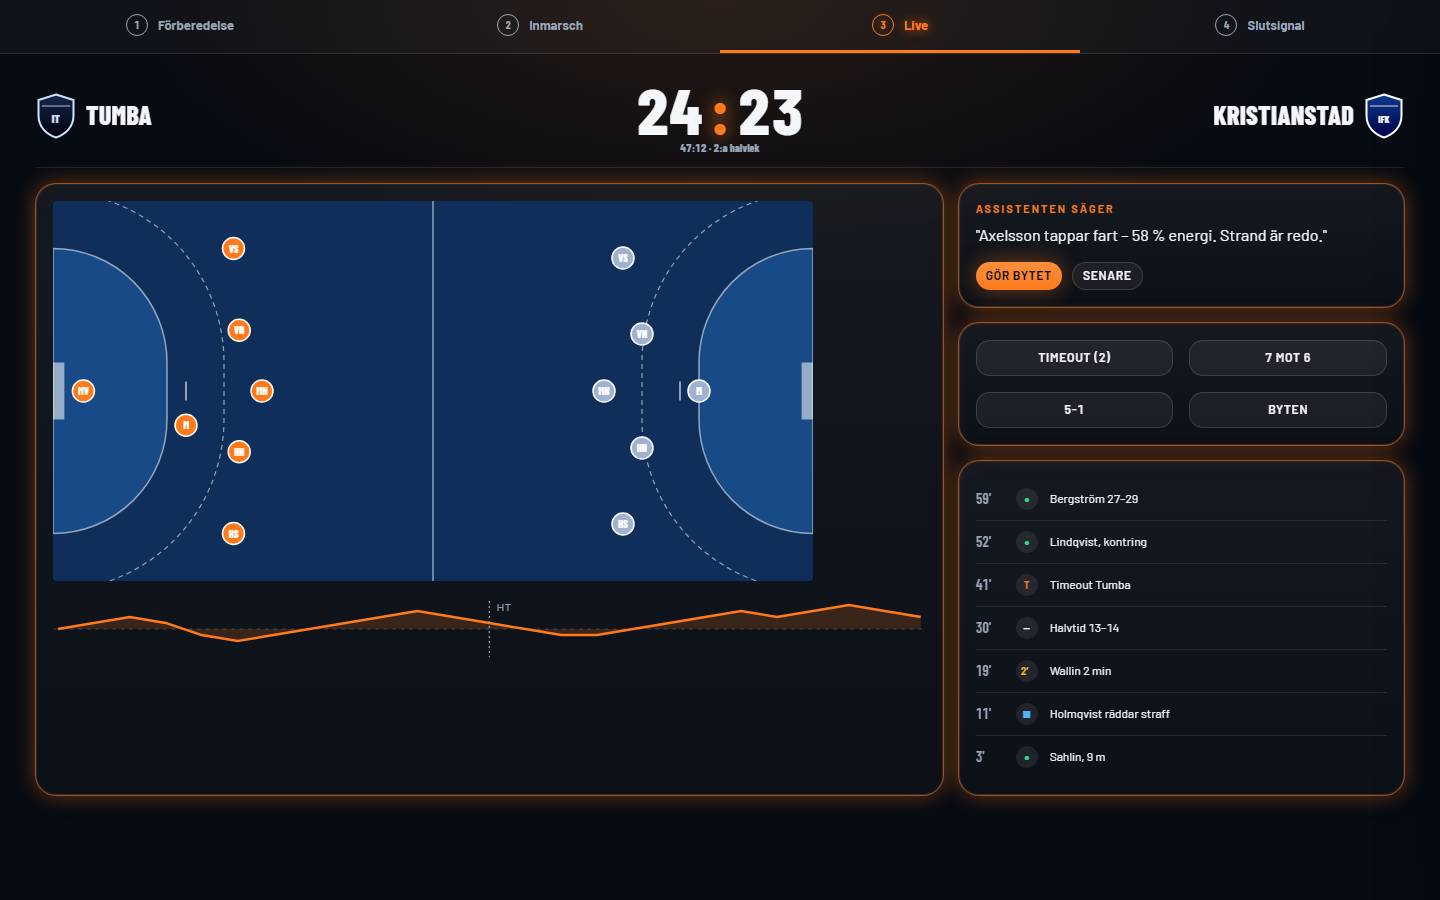 1 Förberedelse
2 Inmarsch
3 Live
4 Slutsignal
IT TUMBA
24:23
47:12 · 2:a halvlek
KRISTIANSTAD IFK
VS
VN
MV
MN
M
HN
HS
VS
VN
MN
M
HN
HS
HT
ASSISTENTEN SÄGER
"Axelsson tappar fart – 58 % energi. Strand är redo."
GÖR BYTET
SENARE
TIMEOUT (2)
7 MOT 6
5-1
BYTEN
59' Bergström 27–29
52' Lindqvist, kontring
41' T Timeout Tumba
30' – Halvtid 13–14
19' 2' Wallin 2 min
11' Holmqvist räddar straff
3' Sahlin, 9 m